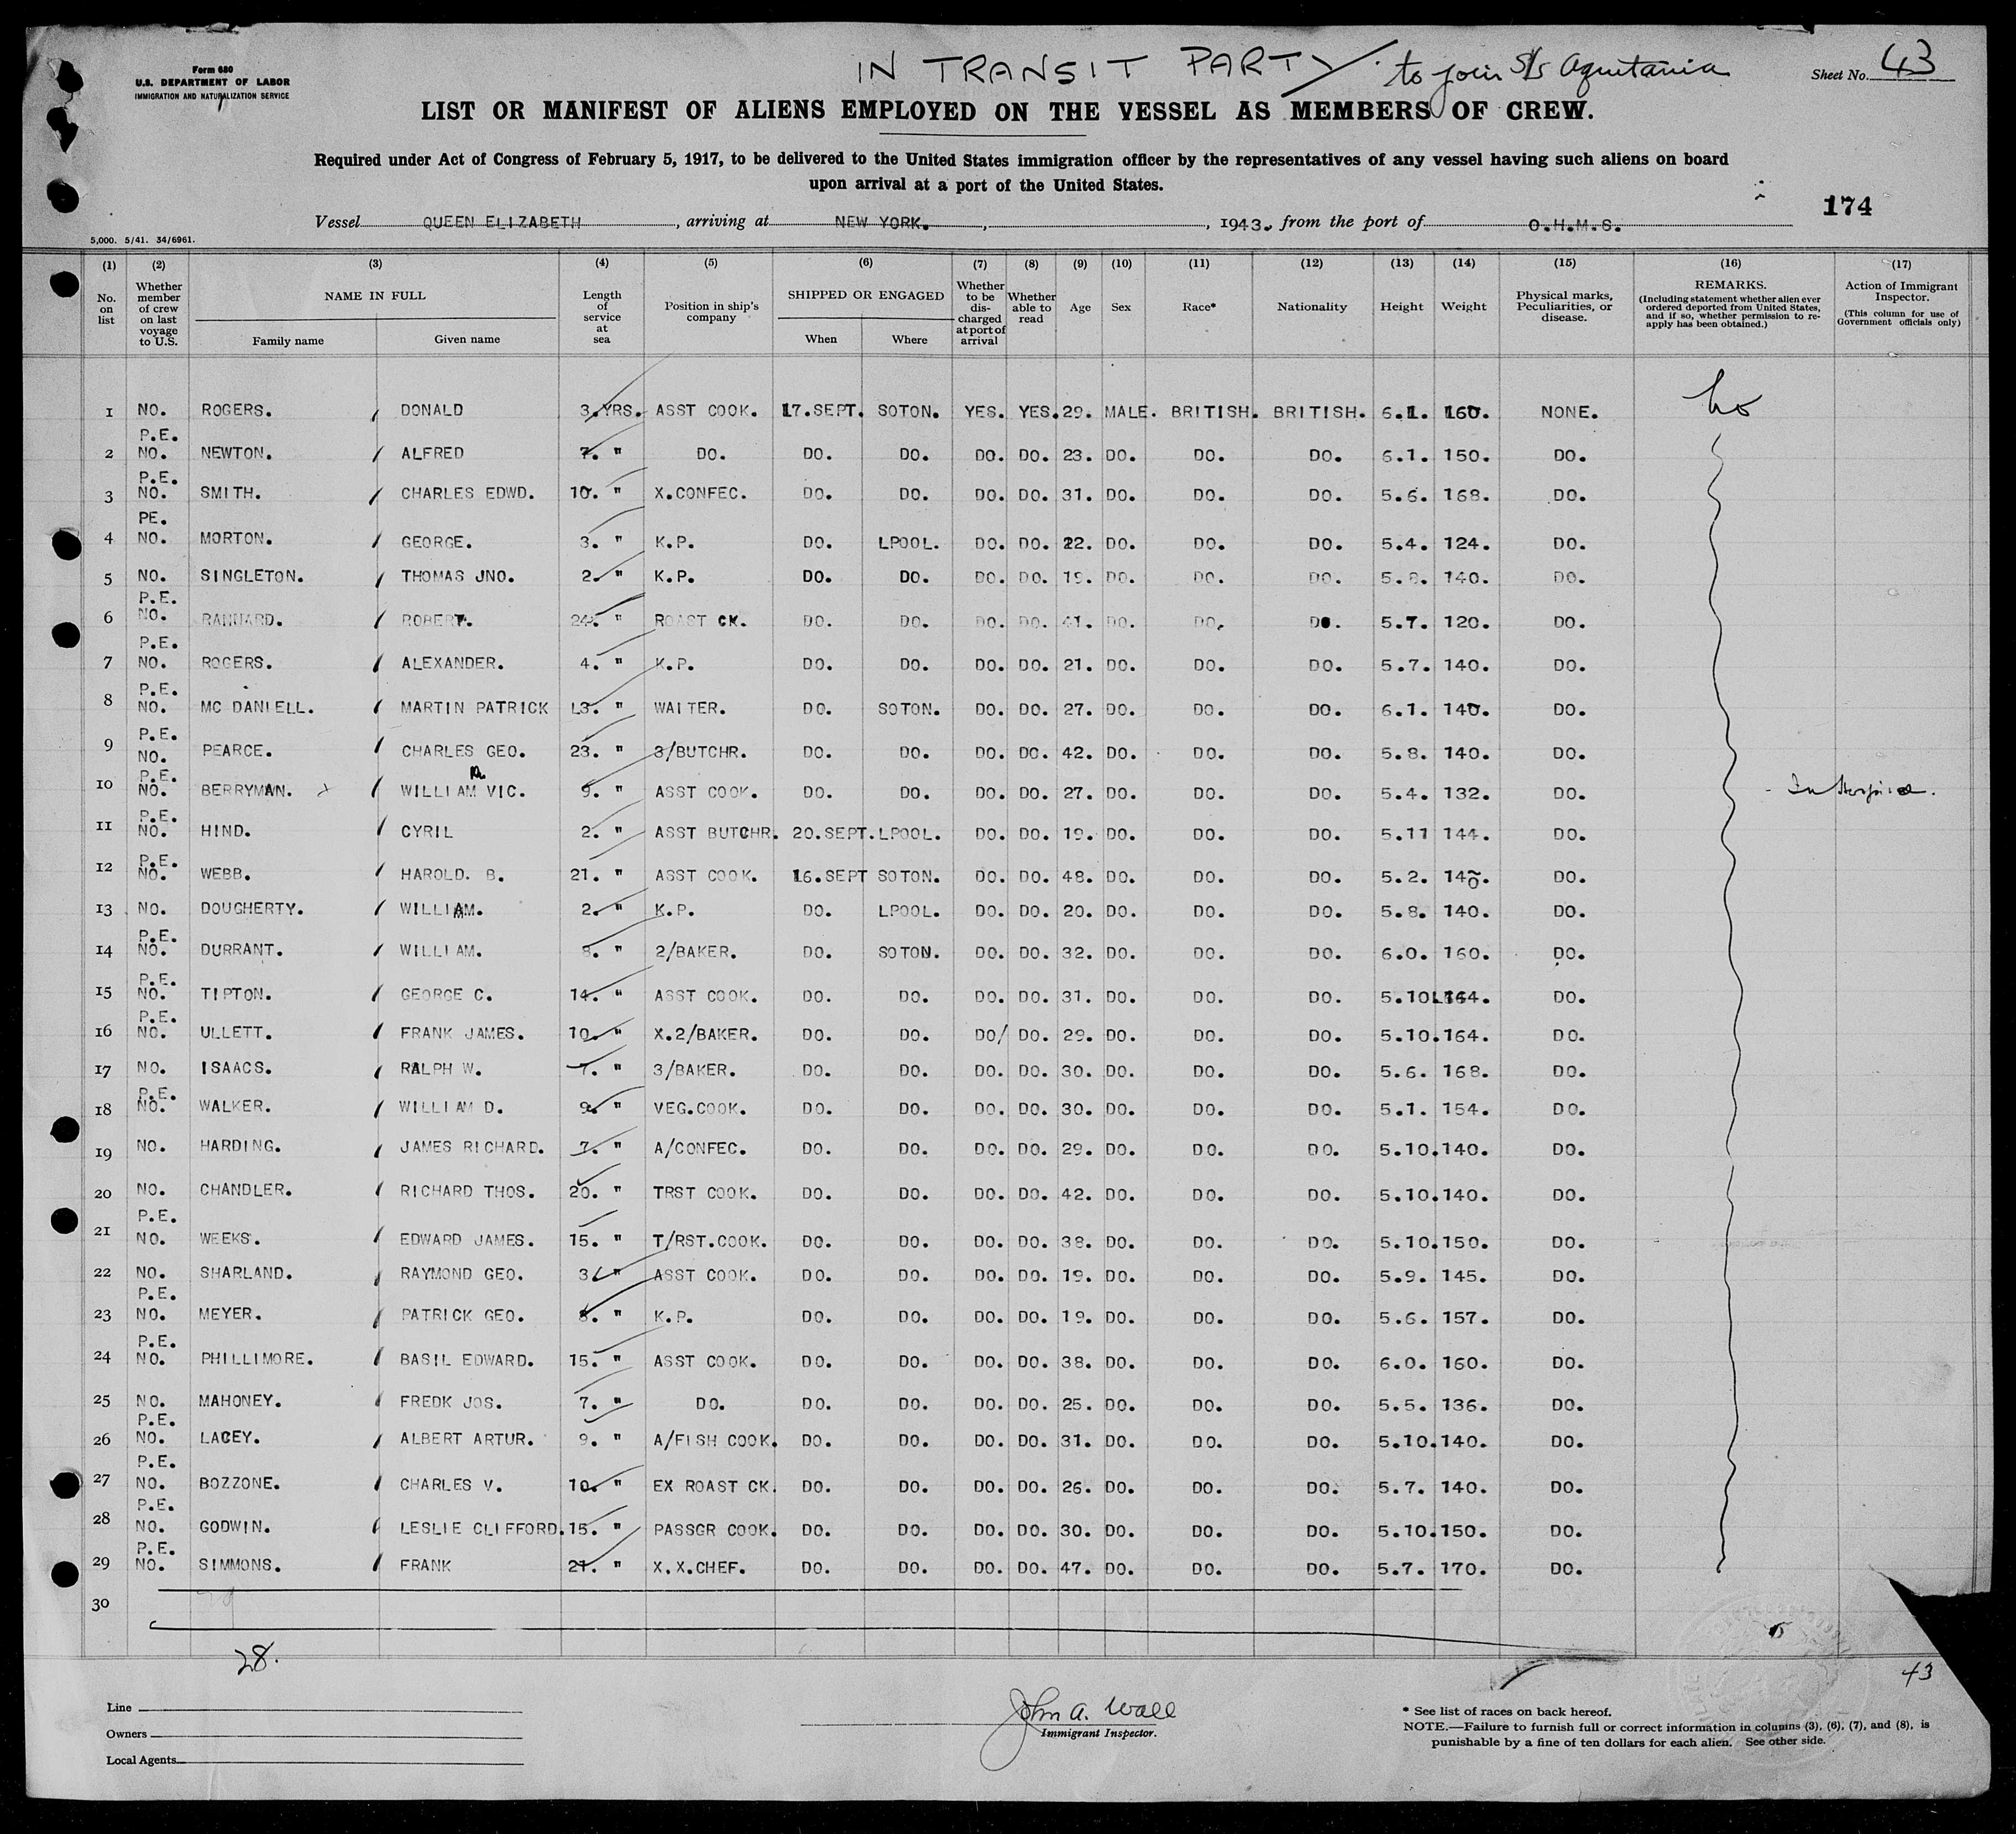 Form 680
U.S. DEPARTMENT OF LABOR
IMMIGRATION AND NATURALIZATION SERVICE
IN TRANSIT PARTY to join S/S Aquitania
Sheet No. 43
LIST OR MANIFEST OF ALIENS EMPLOYED ON THE VESSEL AS MEMBERS OF CREW.
Required under Act of Congress of February 5, 1917, to be delivered to the United States immigration officer by the representatives of any vessel having such aliens on board
upon arrival at a port of the United States.
174
Vessel QUEEN ELIZABETH, arriving at NEW YORK., 1943., from the port of O.H.M.S.
5,000. 5/41. 34/6961.
(1) (2) (3) (4) (5) (6) (7) (8) (9) (10) (11) (12) (13) (14) (15) (16) (17)
No. on list
Whether member of crew on last voyage to U.S.
NAME IN FULL
Family name Given name
Length of service at sea
Position in ship's company
SHIPPED OR ENGAGED
When Where
Whether to be discharged at port of arrival
Whether able to read
Age
Sex
Race*
Nationality
Height
Weight
Physical marks, Peculiarities, or disease.
REMARKS.
(Including statement whether alien ever ordered deported from United States, and if so, whether permission to re-apply has been obtained.)
Action of Immigrant Inspector.
(This column for use of Government officials only)
1 NO. ROGERS. DONALD 3.YRS. ASST COOK. 17.SEPT. SOTON. YES. YES. 29. MALE. BRITISH. BRITISH. 6.1. 160. NONE. no
P.E.
2 NO. NEWTON. ALFRED 7. " DO. DO. DO. DO. DO. 23. DO. DO. DO. 6.1. 150. DO.
P.E.
3 NO. SMITH. CHARLES EDWD. 10. " X.CONFEC. DO. DO. DO. DO. 31. DO. DO. DO. 5.6. 168. DO.
PE.
4 NO. MORTON. GEORGE. 3. " K.P. DO. LPOOL. DO. DO. 22. DO. DO. DO. 5.4. 124. DO.
5 NO. SINGLETON. THOMAS JNO. 2. " K.P. DO. DO. DO. DO. 19. DO. DO. DO. 5.8. 140. DO.
P.E.
6 NO. RANNARD. ROBERT. 24. " ROAST CK. DO. DO. DO. DO. 41. DO. DO. DO. 5.7. 120. DO.
P.E.
7 NO. ROGERS. ALEXANDER. 4. " K.P. DO. DO. DO. DO. 21. DO. DO. DO. 5.7. 140. DO.
P.E.
8 NO. MC DANIELL. MARTIN PATRICK 13. " WAITER. DO. SOTON. DO. DO. 27. DO. DO. DO. 6.1. 140. DO.
P.E.
9 NO. PEARCE. CHARLES GEO. 23. " 3/BUTCHR. DO. DO. DO. DO. 42. DO. DO. DO. 5.8. 140. DO.
P.E.
10 NO. BERRYMAN. WILLIAM VIC. 9. " ASST COOK. DO. DO. DO. DO. 27. DO. DO. DO. 5.4. 132. DO.
P.E.
11 NO. HIND. CYRIL 2. " ASST BUTCHR. 20.SEPT. LPOOL. DO. DO. 19. DO. DO. DO. 5.11 144. DO.
P.E.
12 NO. WEBB. HAROLD. B. 21. " ASST COOK. 16.SEPT SOTON. DO. DO. 48. DO. DO. DO. 5.2. 140. DO.
13 NO. DOUGHERTY. WILLIAM. 2. " K.P. DO. LPOOL. DO. DO. 20. DO. DO. DO. 5.8. 140. DO.
P.E.
14 NO. DURRANT. WILLIAM. 8. " 2/BAKER. DO. SOTON. DO. DO. 32. DO. DO. DO. 6.0. 160. DO.
P.E.
15 NO. TIPTON. GEORGE C. 14. " ASST COOK. DO. DO. DO. DO. 31. DO. DO. DO. 5.10. 164. DO.
P.E.
16 NO. ULLETT. FRANK JAMES. 10. " X.2/BAKER. DO. DO. DO/ DO. 29. DO. DO. DO. 5.10. 164. DO.
17 NO. ISAACS. RALPH W. 7. " 3/BAKER. DO. DO. DO. DO. 30. DO. DO. DO. 5.6. 168. DO.
P.E.
18 NO. WALKER. WILLIAM D. 9. " VEG.COOK. DO. DO. DO. DO. 30. DO. DO. DO. 5.1. 154. DO.
19 NO. HARDING. JAMES RICHARD. 7. " A/CONFEC. DO. DO. DO. DO. 29. DO. DO. DO. 5.10. 140. DO.
20 NO. CHANDLER. RICHARD THOS. 20. " TRST COOK. DO. DO. DO. DO. 42. DO. DO. DO. 5.10. 140. DO.
P.E.
21 NO. WEEKS. EDWARD JAMES. 15. " T/RST.COOK. DO. DO. DO. DO. 38. DO. DO. DO. 5.10. 150. DO.
22 NO. SHARLAND. RAYMOND GEO. 3 " ASST COOK. DO. DO. DO. DO. 19. DO. DO. DO. 5.9. 145. DO.
P.E.
23 NO. MEYER. PATRICK GEO. " K.P. DO. DO. DO. DO. 19. DO. DO. DO. 5.6. 157. DO.
P.E.
24 NO. PHILLIMORE. BASIL EDWARD. 15. " ASST COOK. DO. DO. DO. DO. 38. DO. DO. DO. 6.0. 160. DO.
25 NO. MAHONEY. FREDK JOS. 7. " DO. DO. DO. DO. DO. 25. DO. DO. DO. 5.5. 136. DO.
P.E.
26 NO. LACEY. ALBERT ARTUR. 9. " A/FISH COOK. DO. DO. DO. DO. 31. DO. DO. DO. 5.10. 140. DO.
P.E.
27 NO. BOZZONE. CHARLES V. 10. " EX ROAST CK. DO. DO. DO. DO. 26. DO. DO. DO. 5.7. 140. DO.
P.E.
28 NO. GODWIN. LESLIE CLIFFORD. 15. " PASSGR COOK. DO. DO. DO. DO. 30. DO. DO. DO. 5.10. 150. DO.
P.E.
29 NO. SIMMONS. FRANK 21. " X.X.CHEF. DO. DO. DO. DO. 47. DO. DO. DO. 5.7. 170. DO.
30
28.
43
Line
Owners
Local Agents
John A. Wall
Immigrant Inspector.
* See list of races on back hereof.
NOTE.—Failure to furnish full or correct information in columns (3), (6), (7), and (8), is
punishable by a fine of ten dollars for each alien. See other side.